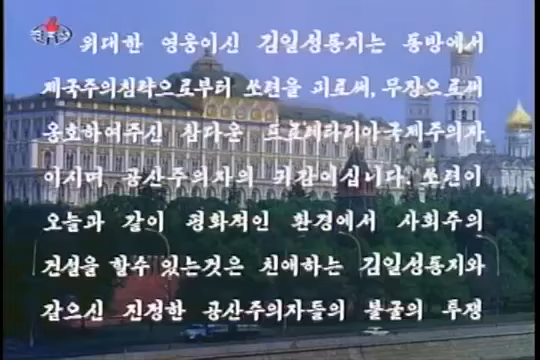 위대한 영웅이신 김일성동지는 동방에서
제국주의침략으로부터 쏘련을 피로써, 무장으로써
옹호하여주신 참다운 프로레타리아국제주의자
이시며 공산주의자의 귀감이십니다. 쏘련이
오늘과 같이 평화적인 환경에서 사회주의
건설을 할수 있는것은 친애하는 김일성동지와
같으신 진정한 공산주의자들의 불굴의 투쟁